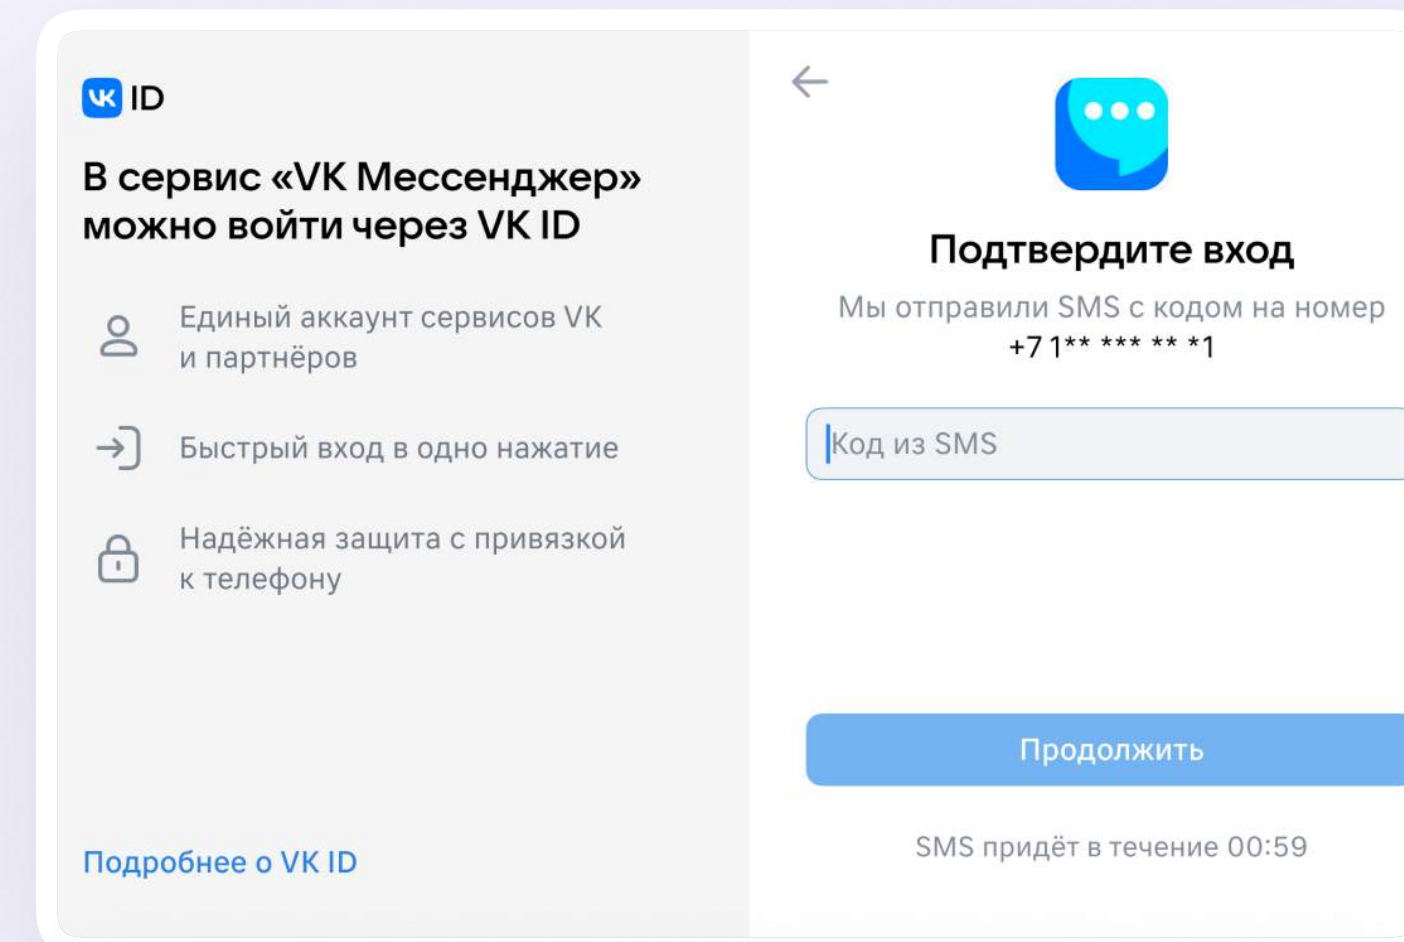 VK ID
В сервис «VK Мессенджер»
можно войти через VK ID
Единый аккаунт сервисов VK
и партнёров
Быстрый вход в одно нажатие
Надёжная защита с привязкой
к телефону
Подробнее о VK ID
Подтвердите вход
Мы отправили SMS с кодом на номер
+7 1** *** ** *1
Код из SMS
Продолжить
SMS придёт в течение 00:59